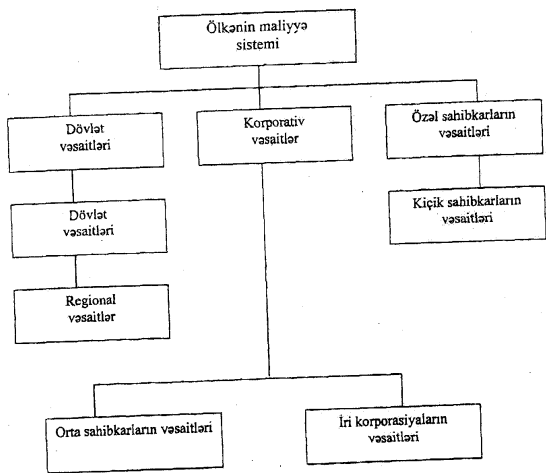 Ölkənin maliyyə
sistemi
Dövlət
vəsaitləri
Korporativ
vəsaitlər
Özəl sahibkarların
vəsaitləri
Dövlət
vəsaitləri
Kiçik sahibkarların
vəsaitləri
Regional
vəsaitlər
Orta sahibkarların vəsaitləri
İri korporasiyaların
vəsaitləri